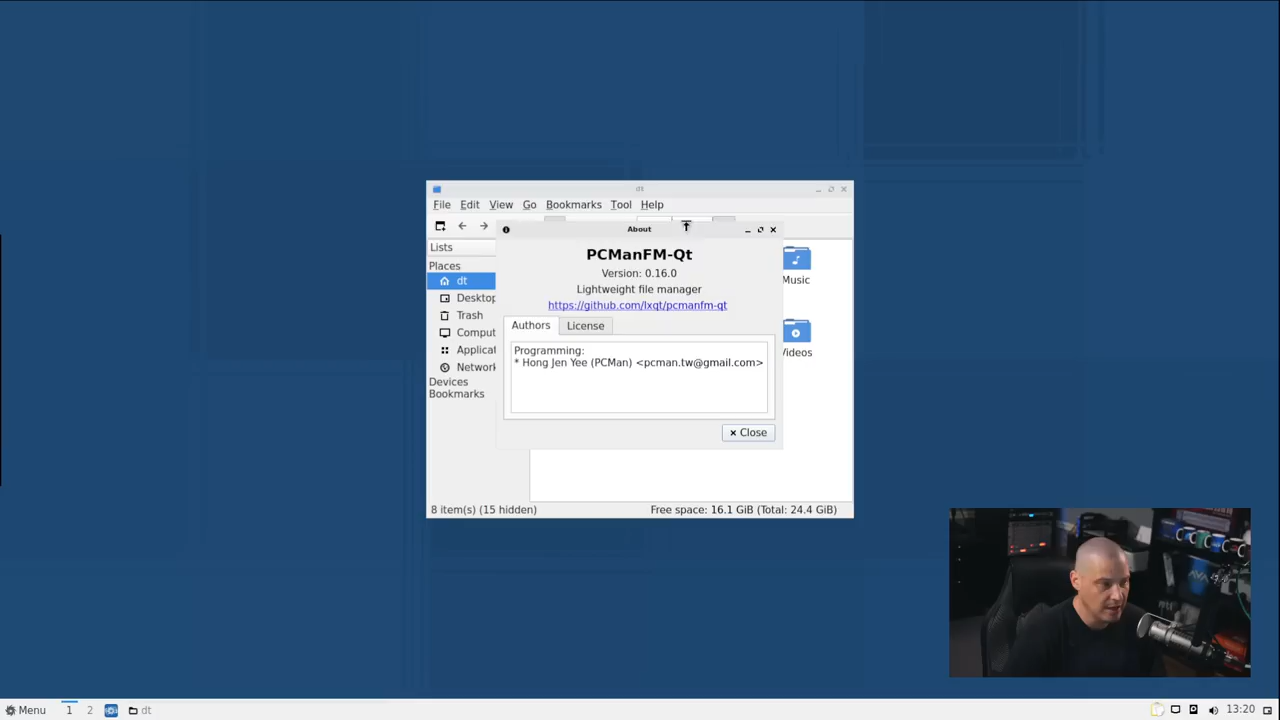 dt
File Edit View Go Bookmarks Tool Help
About
Lists
PCManFM-Qt
Version: 0.16.0
Lightweight file manager
https://github.com/lxqt/pcmanfm-qt
Places
dt
Desktop
Trash
Comput
Applicat
Network
Devices
Bookmarks
Music
Videos
Authors License
Programming:
* Hong Jen Yee (PCMan) <pcman.tw@gmail.com>
Close
8 item(s) (15 hidden) Free space: 16.1 GiB (Total: 24.4 GiB)
Menu 1 2 dt 13:20